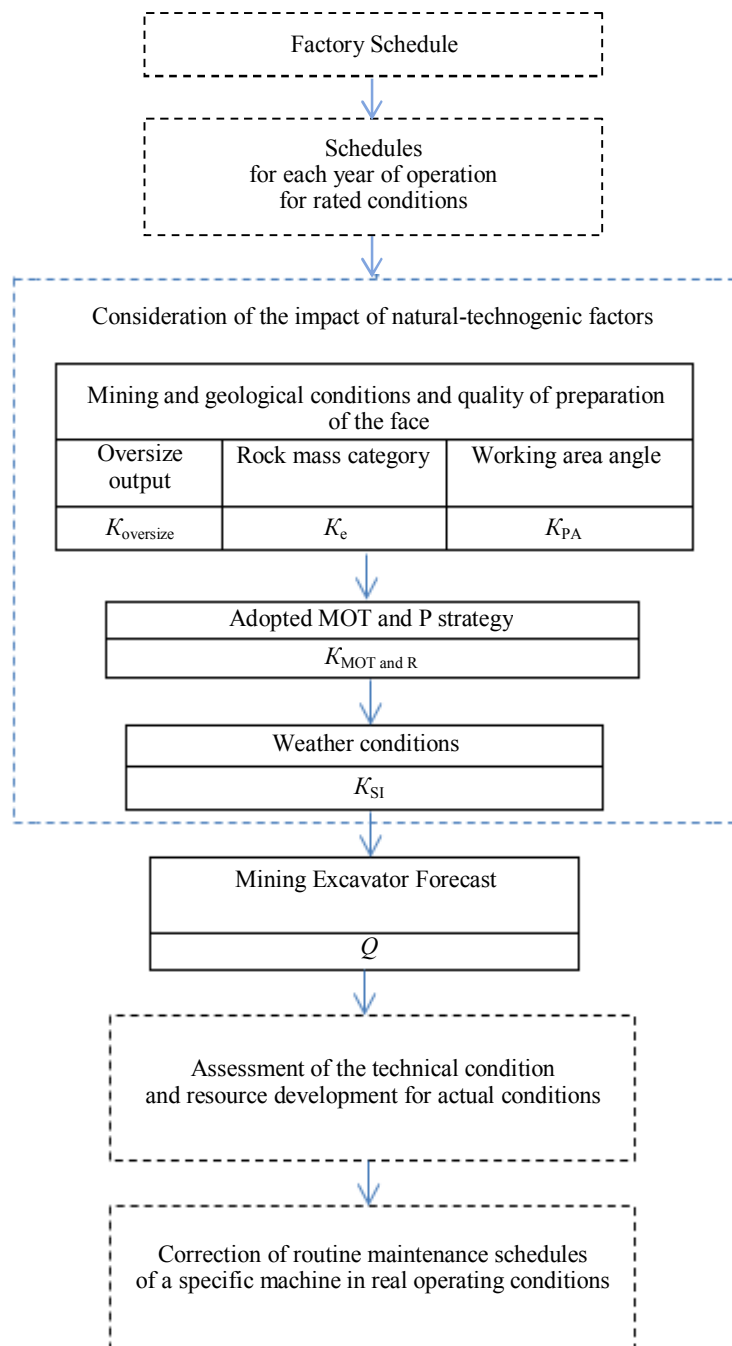 Factory Schedule
Schedules
for each year of operation
for rated conditions
Consideration of the impact of natural-technogenic factors
Mining and geological conditions and quality of preparation
of the face
Oversize
output
Rock mass category
Working area angle
Koversize
Ke
KPA
Adopted MOT and P strategy
KMOT and R
Weather conditions
KSI
Mining Excavator Forecast
Q
Assessment of the technical condition
and resource development for actual conditions
Correction of routine maintenance schedules
of a specific machine in real operating conditions